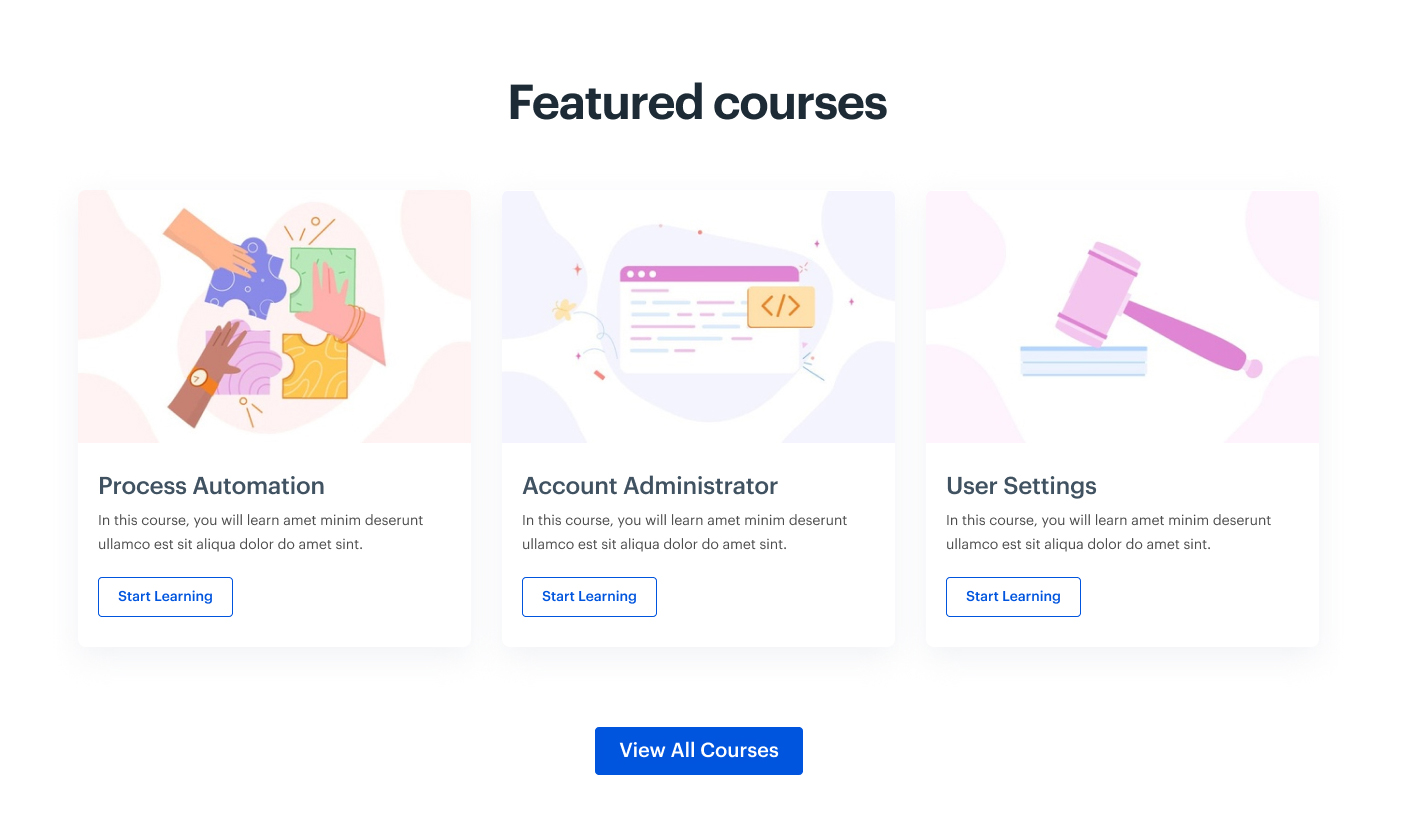 Featured courses
</>
Process Automation
In this course, you will learn amet minim deserunt
ullamco est sit aliqua dolor do amet sint.
Start Learning
Account Administrator
In this course, you will learn amet minim deserunt
ullamco est sit aliqua dolor do amet sint.
Start Learning
User Settings
In this course, you will learn amet minim deserunt
ullamco est sit aliqua dolor do amet sint.
Start Learning
View All Courses